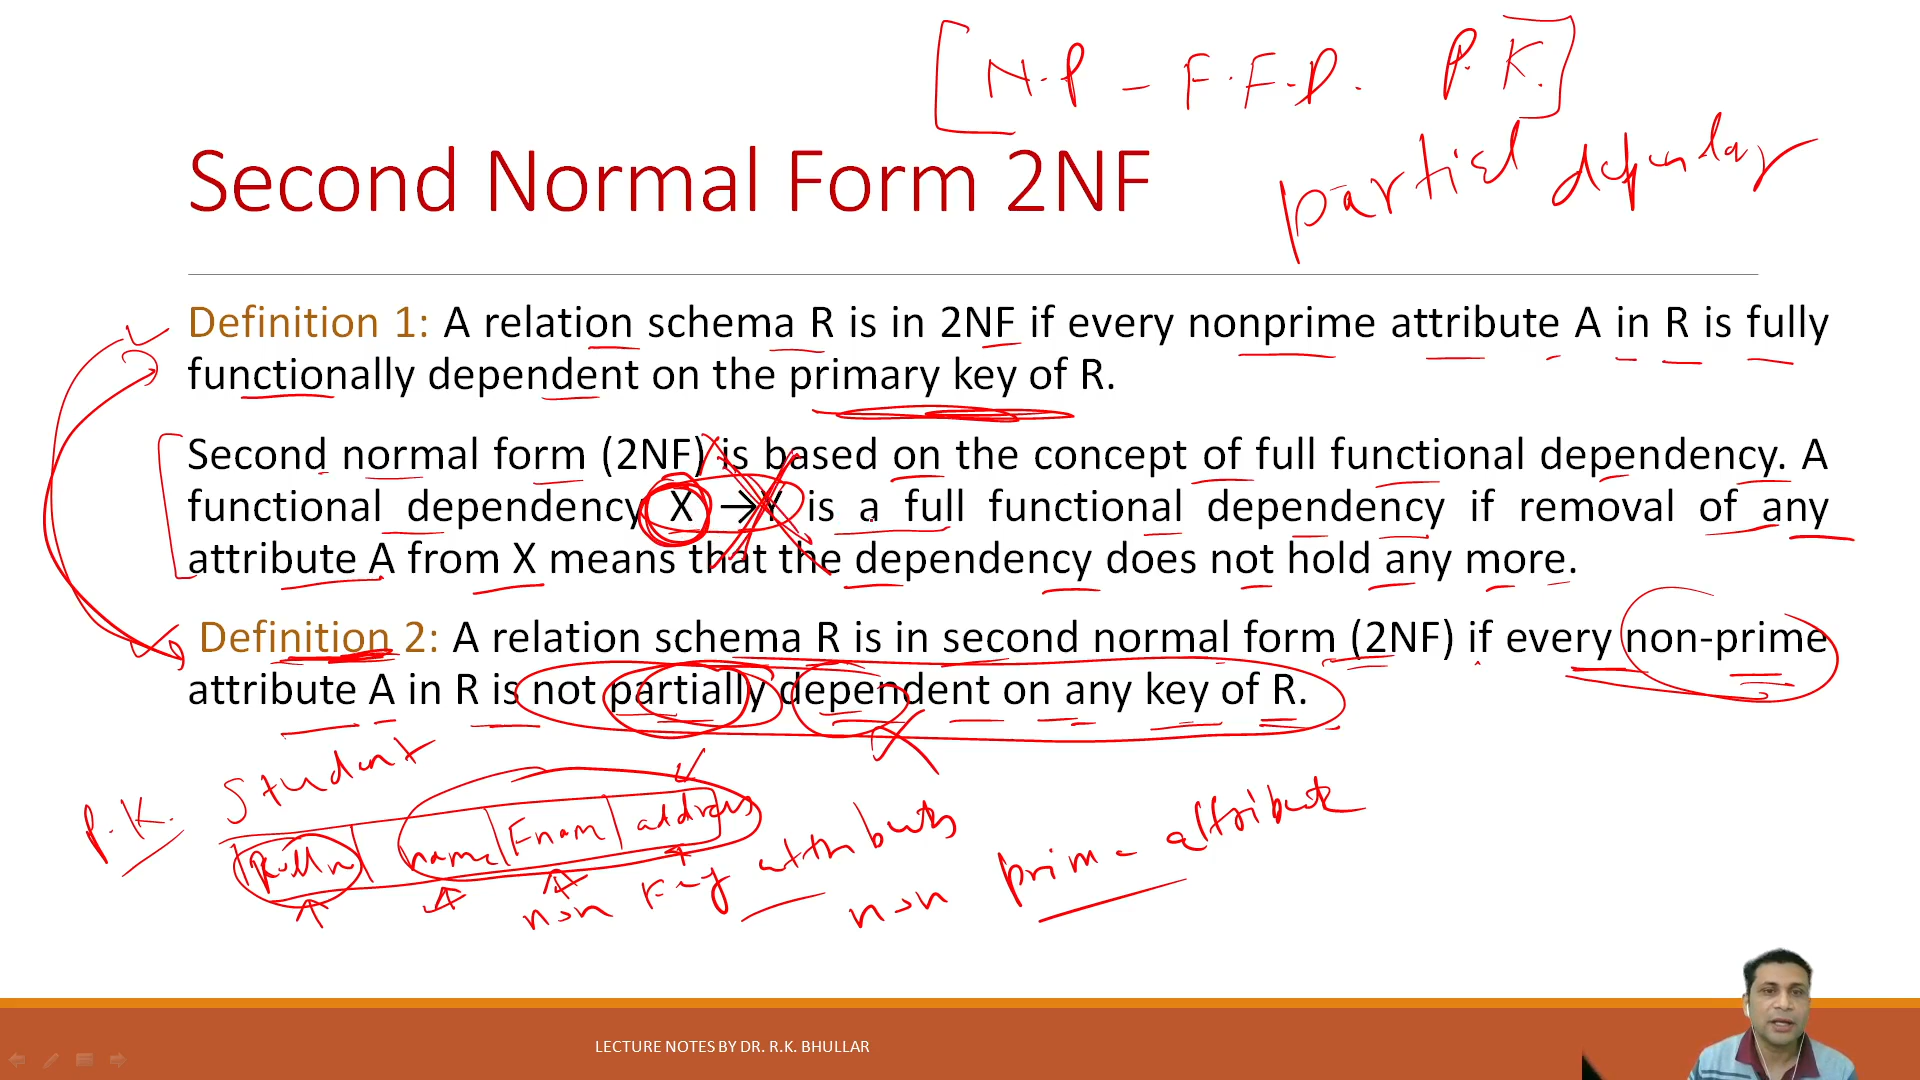 [N.P - F.F.D. P.K.]
Second Normal Form 2NF
partial dependency
Definition 1: A relation schema R is in 2NF if every nonprime attribute A in R is fully
functionally dependent on the primary key of R.
Second normal form (2NF) is based on the concept of full functional dependency. A
functional dependency X →Y is a full functional dependency if removal of any
attribute A from X means that the dependency does not hold any more.
Definition 2: A relation schema R is in second normal form (2NF) if every non-prime
attribute A in R is not partially dependent on any key of R.
P.K. Student
Rollno name Fnam address
non key attributes
non prime attribute
LECTURE NOTES BY DR. R.K. BHULLAR